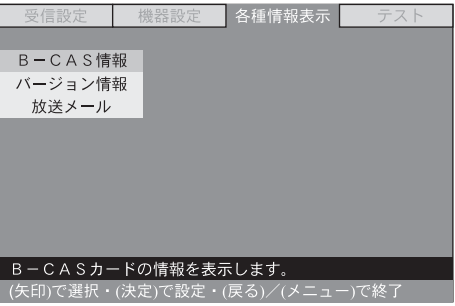 受信設定 機器設定 各種情報表示 テスト
B－CAS情報
バージョン情報
放送メール
B－CASカードの情報を表示します。
(矢印)で選択・(決定)で設定・(戻る)／(メニュー)で終了